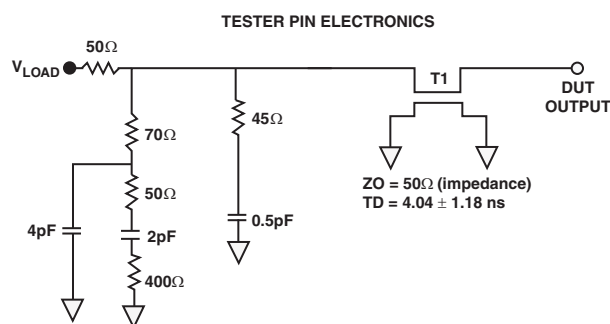 TESTER PIN ELECTRONICS
50Ω
VLOAD
T1
DUT
OUTPUT
70Ω
45Ω
50Ω
ZO = 50Ω (impedance)
TD = 4.04 ± 1.18 ns
4pF
2pF
0.5pF
400Ω